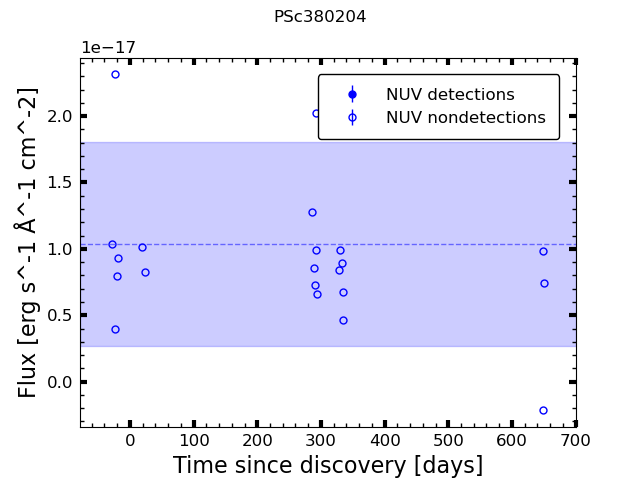 PSc380204
1e−17
2.0
1.5
1.0
0.5
0.0
Flux [erg s^-1 Å^-1 cm^-2]
NUV detections
NUV nondetections
0 100 200 300 400 500 600 700
Time since discovery [days]